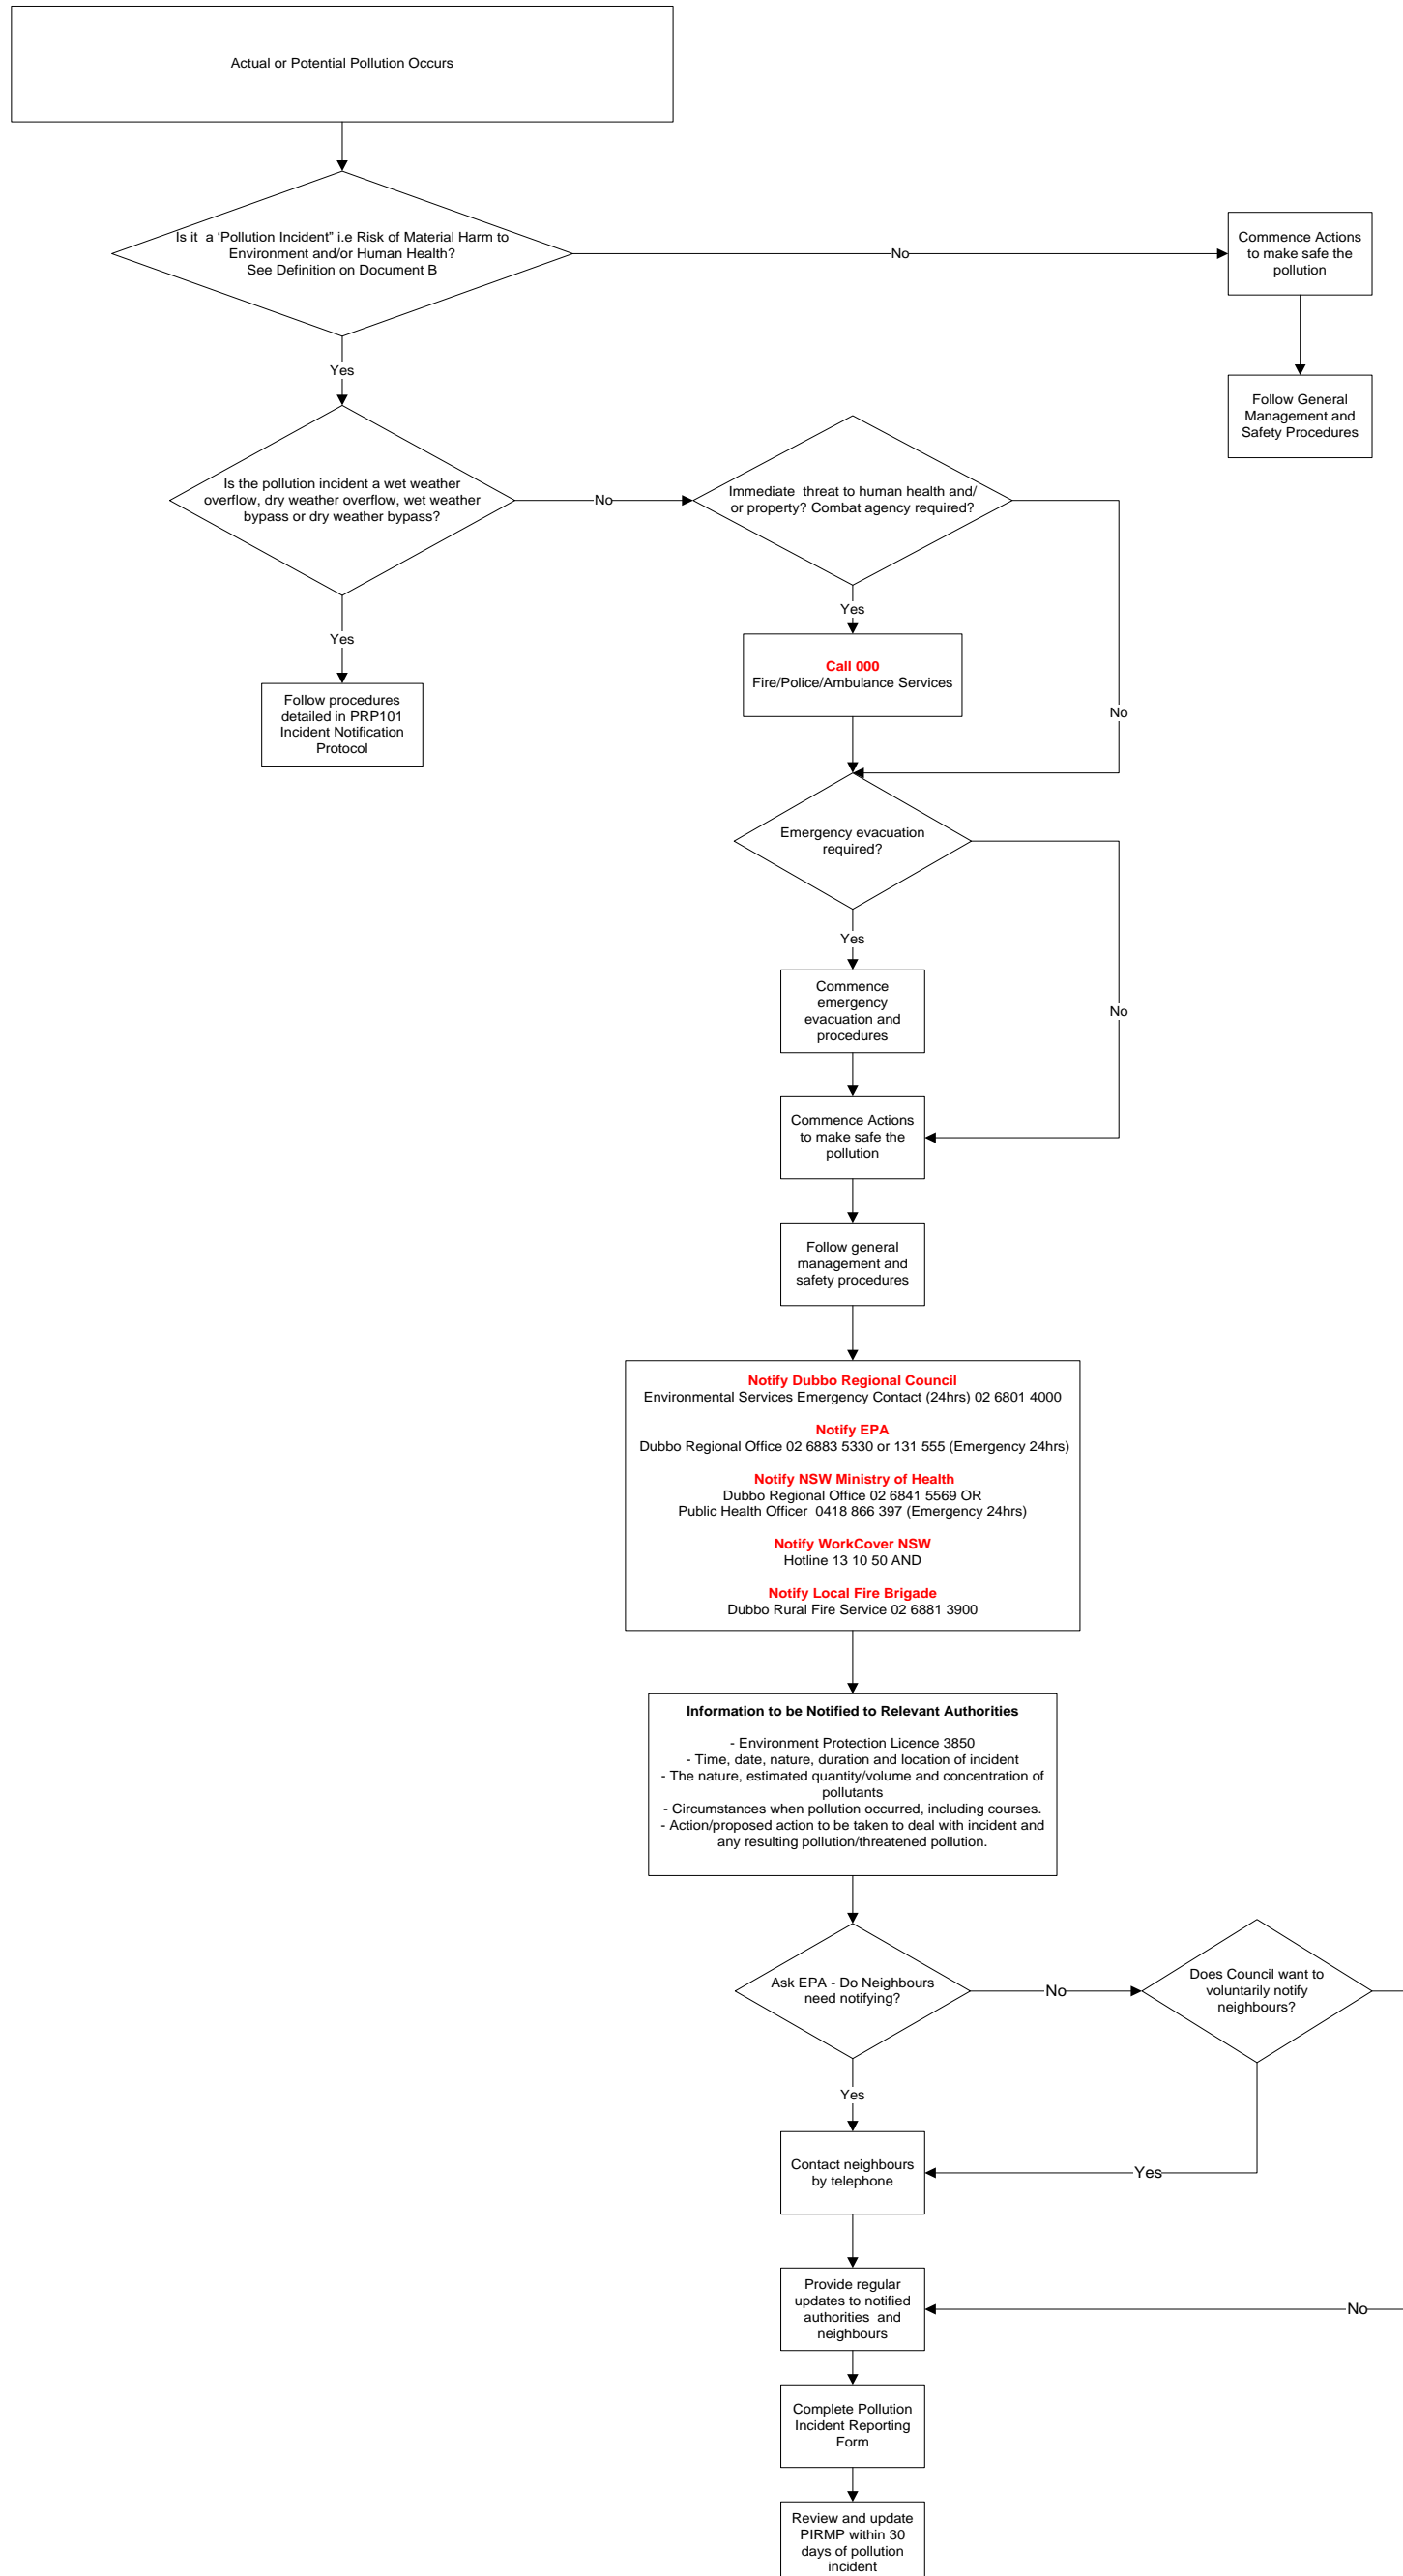 Actual or Potential Pollution Occurs
Is it  a ‘Pollution Incident” i.e Risk of Material Harm to
Environment and/or Human Health?
See Definition on Document B
No
Commence Actions
to make safe the
pollution
Follow General
Management and
Safety Procedures
Yes
Is the pollution incident a wet weather
overflow, dry weather overflow, wet weather
bypass or dry weather bypass?
No
Immediate  threat to human health and/
or property? Combat agency required?
Yes
Follow procedures
detailed in PRP101
Incident Notification
Protocol
Yes
Call 000
Fire/Police/Ambulance Services
No
Emergency evacuation
required?
Yes
Commence
emergency
evacuation and
procedures
No
Commence Actions
to make safe the
pollution
Follow general
management and
safety procedures
Notify Dubbo Regional Council
Environmental Services Emergency Contact (24hrs) 02 6801 4000
Notify EPA
Dubbo Regional Office 02 6883 5330 or 131 555 (Emergency 24hrs)
Notify NSW Ministry of Health
Dubbo Regional Office 02 6841 5569 OR
Public Health Officer  0418 866 397 (Emergency 24hrs)
Notify WorkCover NSW
Hotline 13 10 50 AND
Notify Local Fire Brigade
Dubbo Rural Fire Service 02 6881 3900
Information to be Notified to Relevant Authorities
- Environment Protection Licence 3850
- Time, date, nature, duration and location of incident
- The nature, estimated quantity/volume and concentration of
pollutants
- Circumstances when pollution occurred, including courses.
- Action/proposed action to be taken to deal with incident and
any resulting pollution/threatened pollution.
Ask EPA - Do Neighbours
need notifying?
No
Does Council want to
voluntarily notify
neighbours?
Yes
Contact neighbours
by telephone
Yes
Provide regular
updates to notified
authorities  and
neighbours
No
Complete Pollution
Incident Reporting
Form
Review and update
PIRMP within 30
days of pollution
incident